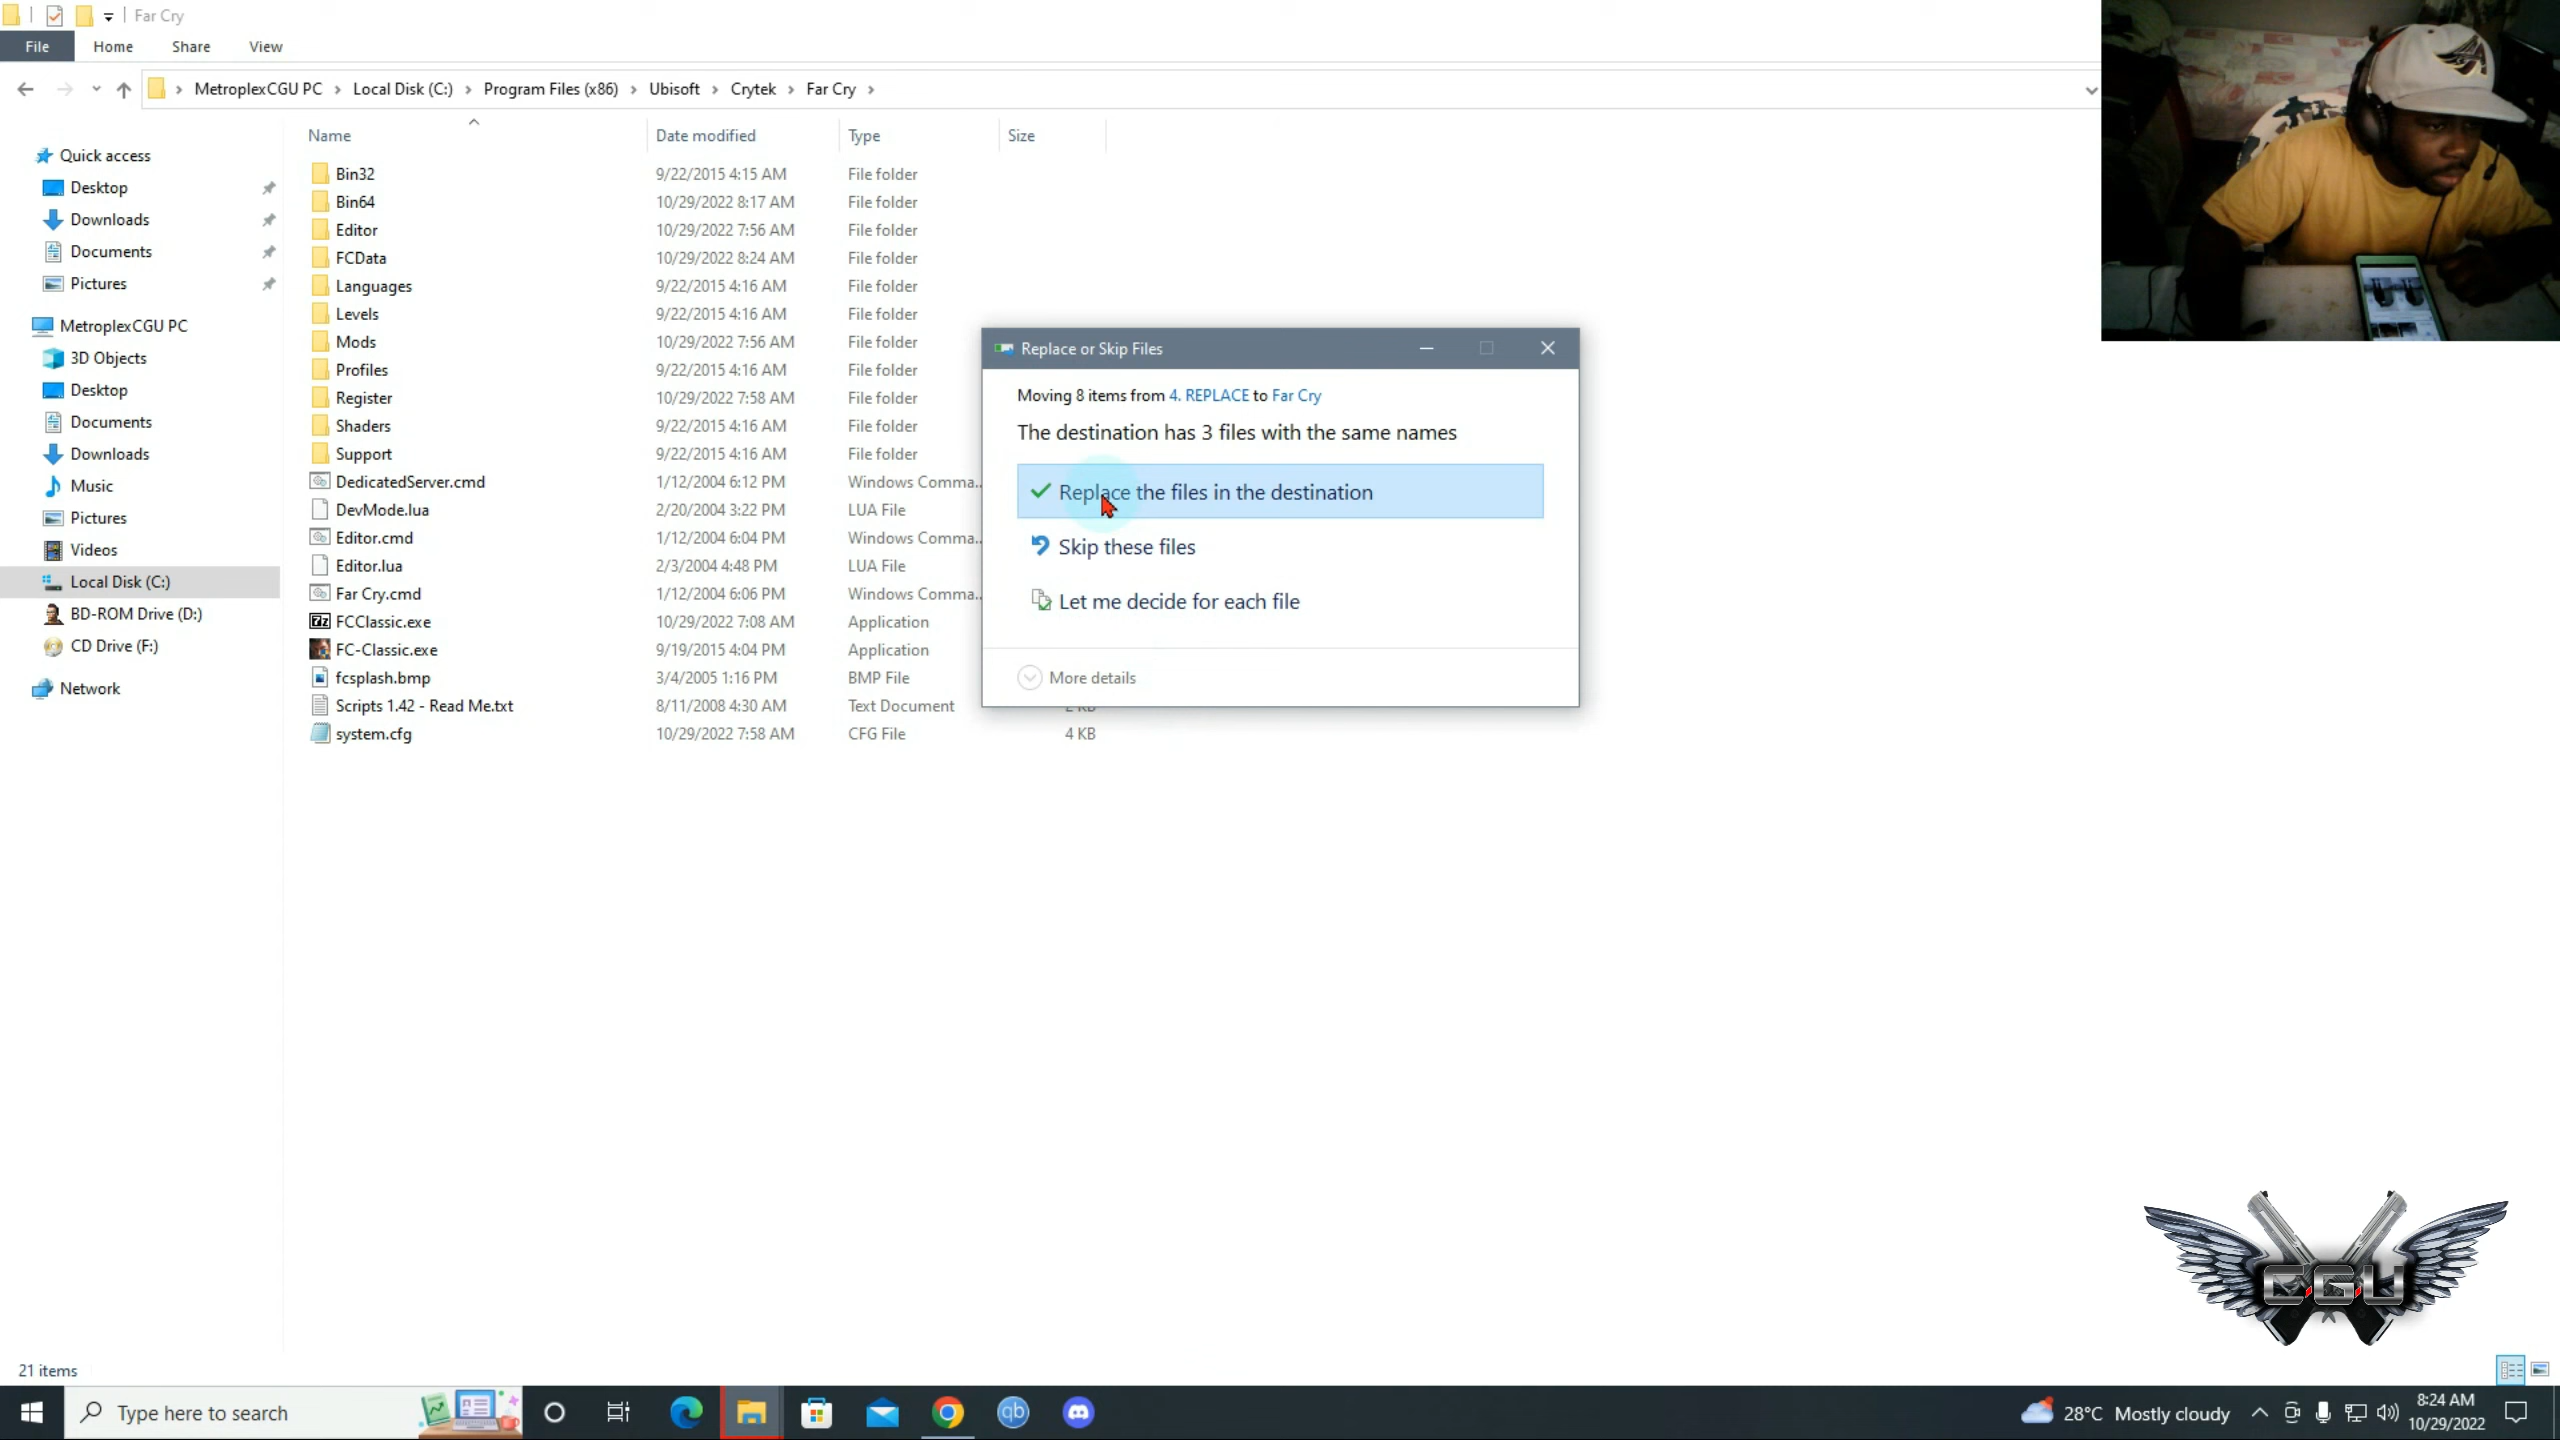 Far Cry
File Home Share View
MetroplexCGU PC > Local Disk (C:) > Program Files (x86) > Ubisoft > Crytek > Far Cry >
Name Date modified Type Size
Quick access
Desktop
Downloads
Documents
Pictures
MetroplexCGU PC
3D Objects
Desktop
Documents
Downloads
Music
Pictures
Videos
Local Disk (C:)
BD-ROM Drive (D:)
CD Drive (F:)
Network
Bin32 9/22/2015 4:15 AM File folder
Bin64 10/29/2022 8:17 AM File folder
Editor 10/29/2022 7:56 AM File folder
FCData 10/29/2022 8:24 AM File folder
Languages 9/22/2015 4:16 AM File folder
Levels 9/22/2015 4:16 AM File folder
Mods 10/29/2022 7:56 AM File folder
Profiles 9/22/2015 4:16 AM File folder
Register 10/29/2022 7:58 AM File folder
Shaders 9/22/2015 4:16 AM File folder
Support 9/22/2015 4:16 AM File folder
DedicatedServer.cmd 1/12/2004 6:12 PM Windows Comma...
DevMode.lua 2/20/2004 3:22 PM LUA File
Editor.cmd 1/12/2004 6:04 PM Windows Comma...
Editor.lua 2/3/2004 4:48 PM LUA File
Far Cry.cmd 1/12/2004 6:06 PM Windows Comma...
FCClassic.exe 10/29/2022 7:08 AM Application
FC-Classic.exe 9/19/2015 4:04 PM Application
fcsplash.bmp 3/4/2005 1:16 PM BMP File
Scripts 1.42 - Read Me.txt 8/11/2008 4:30 AM Text Document 2 KB
system.cfg 10/29/2022 7:58 AM CFG File 4 KB
Replace or Skip Files
Moving 8 items from 4. REPLACE to Far Cry
The destination has 3 files with the same names
Replace the files in the destination
Skip these files
Let me decide for each file
More details
C.G.U
21 items
Type here to search
qb
28°C Mostly cloudy
8:24 AM
10/29/2022